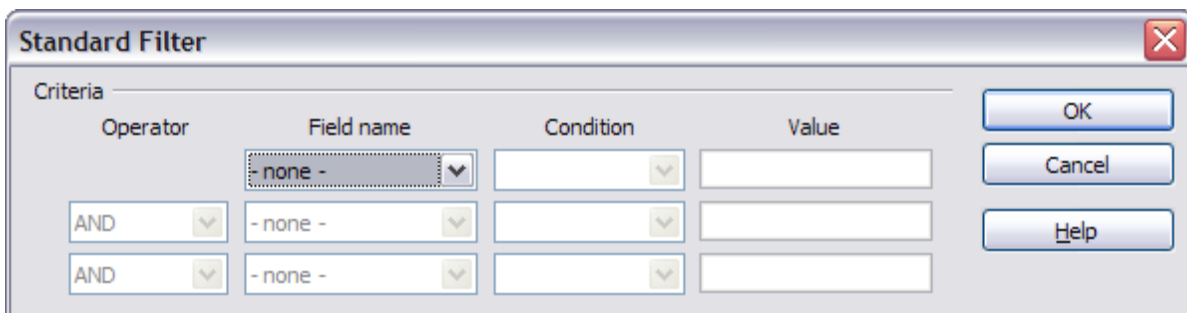 Standard Filter
Criteria
Operator Field name Condition Value
OK
- none -
Cancel
AND - none -
Help
AND - none -